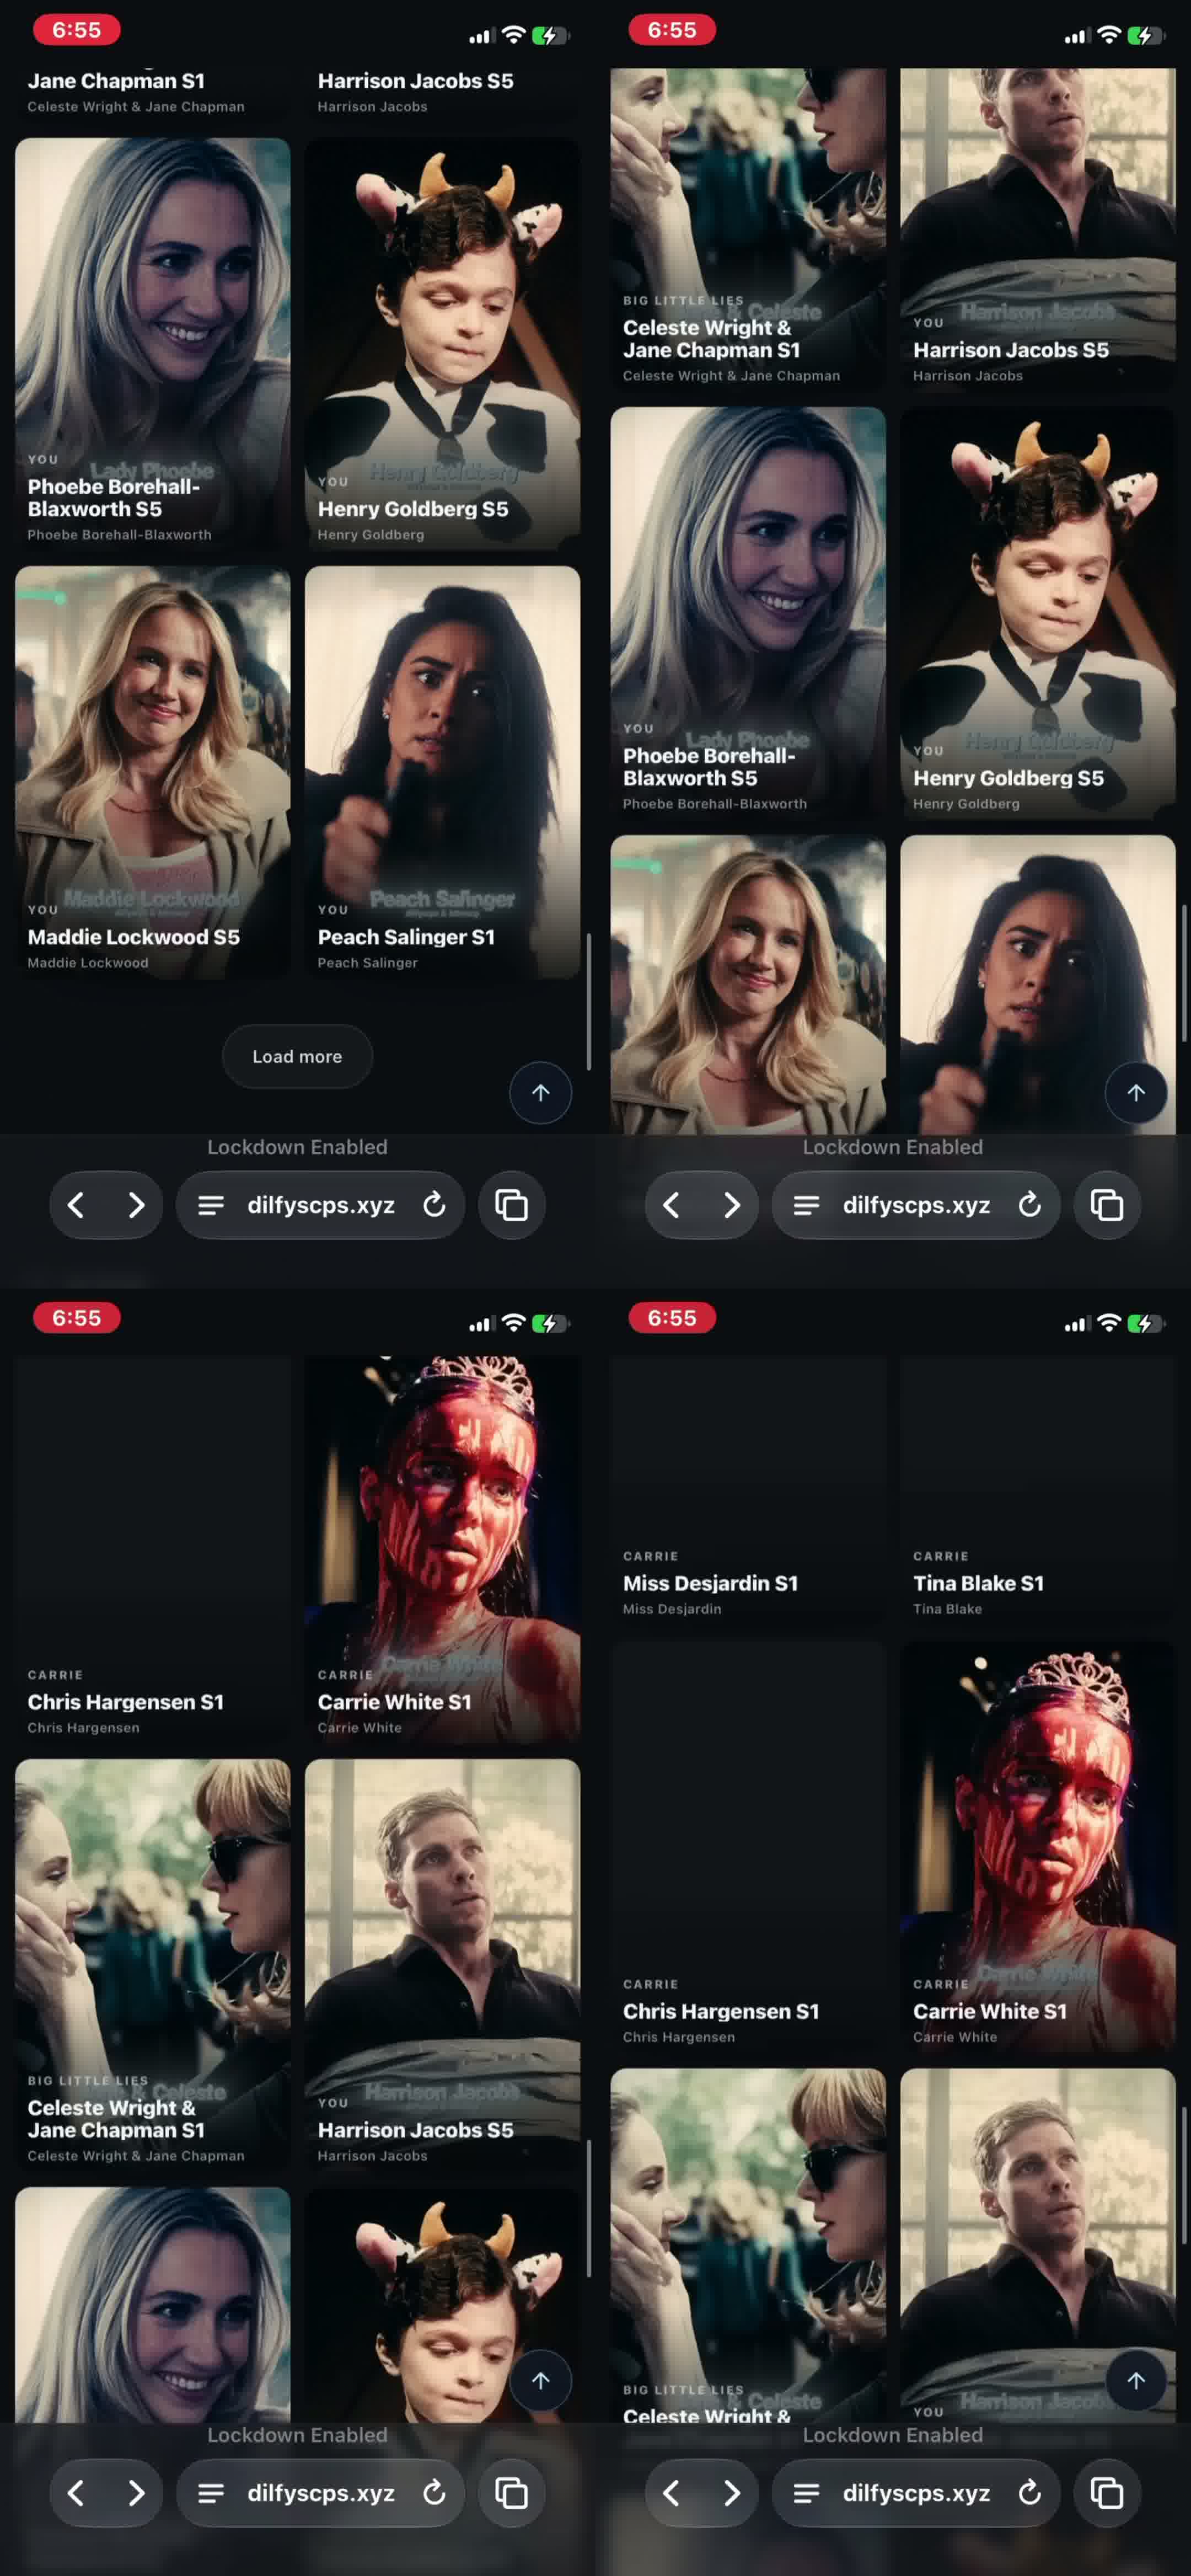 6:55
Jane Chapman S1
Celeste Wright & Jane Chapman
Harrison Jacobs S5
Harrison Jacobs
YOU
Lady Phoebe
Phoebe Borehall-
Blaxworth S5
Phoebe Borehall-Blaxworth
YOU
Henry Goldberg
Henry Goldberg S5
Henry Goldberg
YOU
Maddie Lockwood
Maddie Lockwood S5
Maddie Lockwood
YOU
Peach Salinger
Peach Salinger S1
Peach Salinger
Load more
Lockdown Enabled
dilfyscps.xyz
6:55
BIG LITTLE LIES
& Celeste
Celeste Wright &
Jane Chapman S1
Celeste Wright & Jane Chapman
YOU
Harrison Jacobs
Harrison Jacobs S5
Harrison Jacobs
YOU
Lady Phoebe
Phoebe Borehall-
Blaxworth S5
Phoebe Borehall-Blaxworth
YOU
Henry Goldberg
Henry Goldberg S5
Henry Goldberg
Lockdown Enabled
dilfyscps.xyz
6:55
CARRIE
Chris Hargensen S1
Chris Hargensen
CARRIE
Carrie White
Carrie White S1
Carrie White
BIG LITTLE LIES
& Celeste
Celeste Wright &
Jane Chapman S1
Celeste Wright & Jane Chapman
YOU
Harrison Jacobs
Harrison Jacobs S5
Harrison Jacobs
Lockdown Enabled
dilfyscps.xyz
6:55
CARRIE
Miss Desjardin S1
Miss Desjardin
CARRIE
Tina Blake S1
Tina Blake
CARRIE
Chris Hargensen S1
Chris Hargensen
CARRIE
Carrie White
Carrie White S1
Carrie White
BIG LITTLE LIES
& Celeste
Celeste Wright &
YOU
Harrison Jacobs
Lockdown Enabled
dilfyscps.xyz